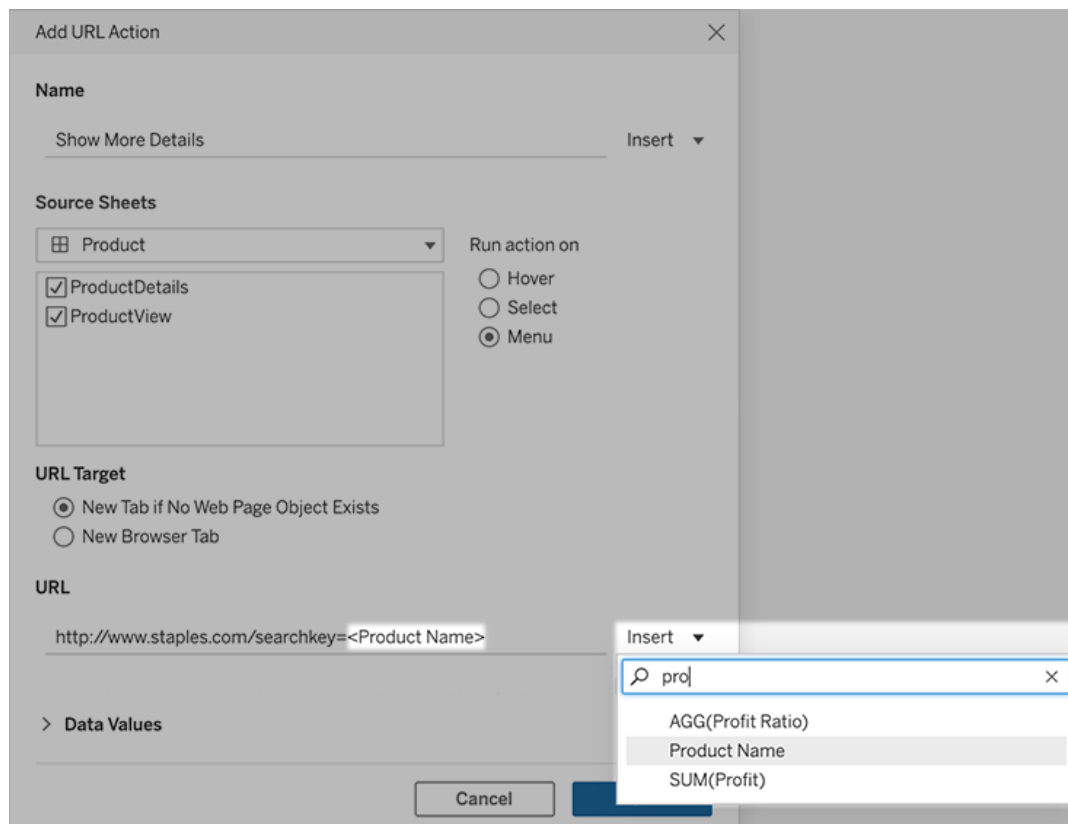 Add URL Action
Name
Show More Details
Insert
Source Sheets
Product
Run action on
ProductDetails
Hover
ProductView
Select
Menu
URL Target
New Tab if No Web Page Object Exists
New Browser Tab
URL
http://www.staples.com/searchkey=<Product Name>
Insert
pro
AGG(Profit Ratio)
Data Values
Product Name
SUM(Profit)
Cancel